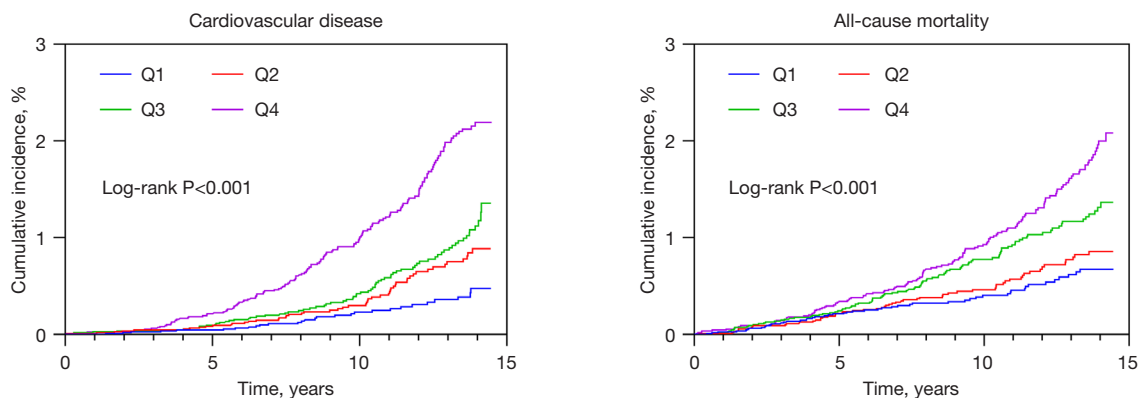 Cardiovascular disease
3
2
1
0
Cumulative incidence, %
Q1 Q2
Q3 Q4
Log-rank P<0.001
0 5 10 15
Time, years
All-cause mortality
3
2
1
0
Cumulative incidence, %
Q1 Q2
Q3 Q4
Log-rank P<0.001
0 5 10 15
Time, years